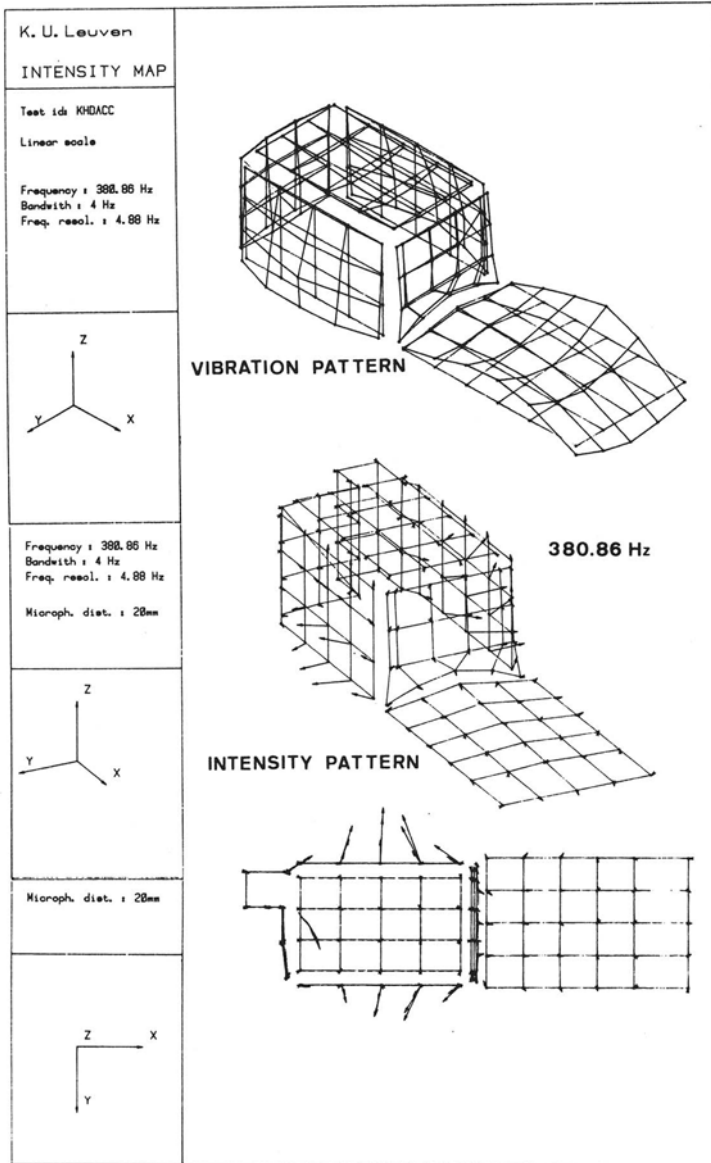 K. U. Leuven
INTENSITY MAP
Test id: KHDACC
Linear scale
Frequency : 380.86 Hz
Bandwith : 4 Hz
Freq. resol. : 4.88 Hz
Z
Y
X
VIBRATION PATTERN
Frequency : 380.86 Hz
Bandwith : 4 Hz
Freq. resol. : 4.88 Hz
Microph. dist. : 20mm
380.86 Hz
Z
Y
X
INTENSITY PATTERN
Microph. dist. : 20mm
Z
X
Y